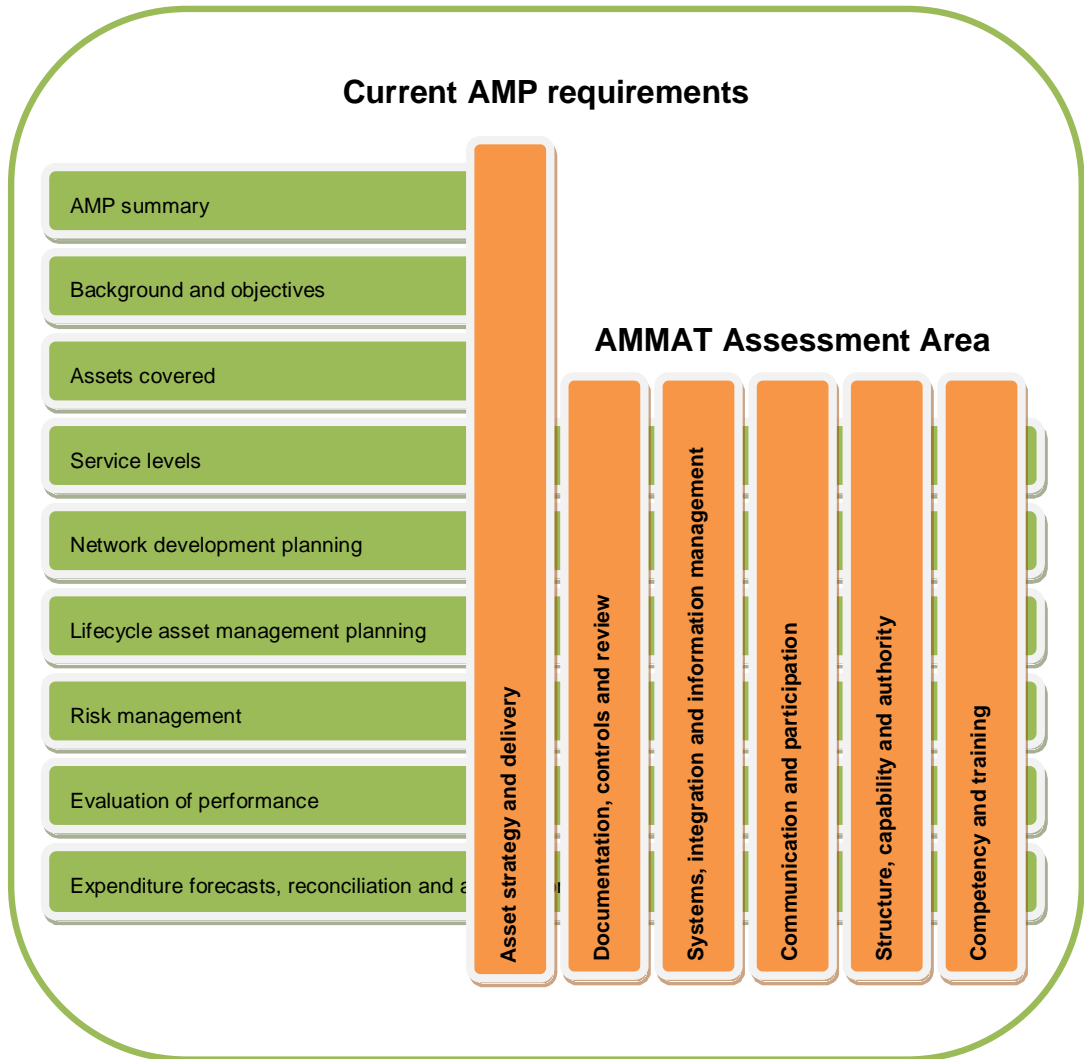 Current AMP requirements
AMP summary
Background and objectives
AMMAT Assessment Area
Assets covered
Service levels
Network development planning
Lifecycle asset management planning
Risk management
Evaluation of performance
Expenditure forecasts, reconciliation and
Asset strategy and delivery
Documentation, controls and review
Systems, integration and information management
Communication and participation
Structure, capability and authority
Competency and training